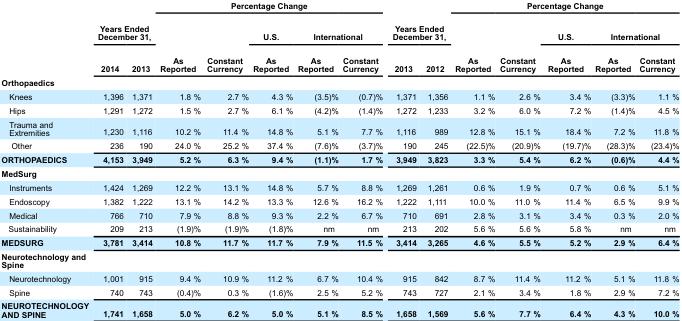 Percentage Change Percentage Change
Years Ended December 31, U.S. International Years Ended December 31, U.S. International
2014 2013 As Reported Constant Currency As Reported As Reported Constant Currency 2013 2012 As Reported Constant Currency As Reported As Reported Constant Currency
Orthopaedics
Knees 1,396 1,371 1.8 % 2.7 % 4.3 % (3.5)% (0.7)% 1,371 1,356 1.1 % 2.6 % 3.4 % (3.3)% 1.1 %
Hips 1,291 1,272 1.5 % 2.7 % 6.1 % (4.2)% (1.4)% 1,272 1,233 3.2 % 6.0 % 7.2 % (1.4)% 4.5 %
Trauma and
Extremities 1,230 1,116 10.2 % 11.4 % 14.8 % 5.1 % 7.7 % 1,116 989 12.8 % 15.1 % 18.4 % 7.2 % 11.8 %
Other 236 190 24.0 % 25.2 % 37.4 % (7.6)% (3.7)% 190 245 (22.5)% (20.9)% (19.7)% (28.3)% (23.4)%
ORTHOPAEDICS 4,153 3,949 5.2 % 6.3 % 9.4 % (1.1)% 1.7 % 3,949 3,823 3.3 % 5.4 % 6.2 % (0.6)% 4.4 %
MedSurg
Instruments 1,424 1,269 12.2 % 13.1 % 14.8 % 5.7 % 8.8 % 1,269 1,261 0.6 % 1.9 % 0.7 % 0.6 % 5.1 %
Endoscopy 1,382 1,222 13.1 % 14.2 % 13.3 % 12.6 % 16.2 % 1,222 1,111 10.0 % 11.0 % 11.4 % 6.5 % 9.9 %
Medical 766 710 7.9 % 8.8 % 9.3 % 2.2 % 6.7 % 710 691 2.8 % 3.1 % 3.4 % 0.3 % 2.0 %
Sustainability 209 213 (1.9)% (1.9)% (1.8)% nm nm 213 202 5.6 % 5.6 % 5.8 % nm nm
MEDSURG 3,781 3,414 10.8 % 11.7 % 11.7 % 7.9 % 11.5 % 3,414 3,265 4.6 % 5.5 % 5.2 % 2.9 % 6.4 %
Neurotechnology and
Spine
Neurotechnology 1,001 915 9.4 % 10.9 % 11.2 % 6.7 % 10.4 % 915 842 8.7 % 11.4 % 11.2 % 5.1 % 11.8 %
Spine 740 743 (0.4)% 0.3 % (1.6)% 2.5 % 5.2 % 743 727 2.1 % 3.4 % 1.8 % 2.9 % 7.2 %
NEUROTECHNOLOGY
AND SPINE 1,741 1,658 5.0 % 6.2 % 5.0 % 5.1 % 8.5 % 1,658 1,569 5.6 % 7.7 % 6.4 % 4.3 % 10.0 %